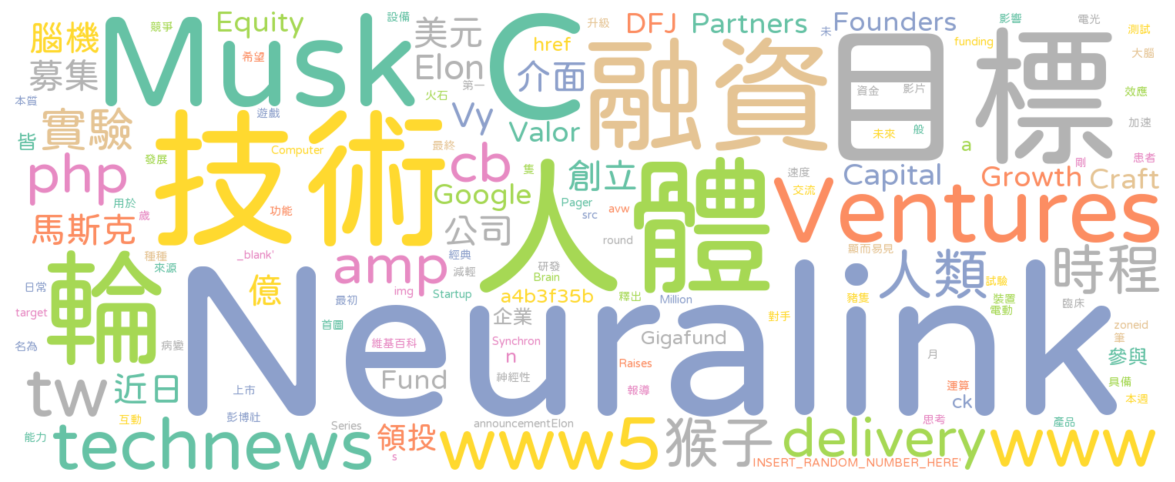 腦機
競爭
Equity
設備
美元
DFJ
Partners
未
Founders
影響
電光
升級
測試
Musk
C
href
融資
目標
funding
大腦
募集
希望
Elon
介面
第一
資金
影片
效應
本質
火石
未來
般
加速
實驗
遊戲
Vy
Valor
皆
技術
最終
a
患者
發展
Computer
cb
隻
創立
人體
速度
剛
php
Google
Capital
Growth
Craft
用於
歲
功能
Pager
src
avw
交流
Ventures
馬斯克
公司
round
顯而易見
種種
_blank'
amp
經典
減輕
研發
人類
時程
輪
來源
億
Brain
試驗
日常
img
Startup
a4b3f35b
釋出
Million
豬隻
裝置
電動
臨床
target
最初
Neuralink
首圖
企業
對手
zoneid
名為
病變
維基百科
Synchron
n
Gigafund
筆
月
參與
Raises
tw
近日
上市
Fund
神經性
報導
運算
ck
具備
本週
互動
彭博社
Series
announcementElon
思考
產品
能力
technews
領投
s
www5
猴子
delivery
www
INSERT_RANDOM_NUMBER_HERE'